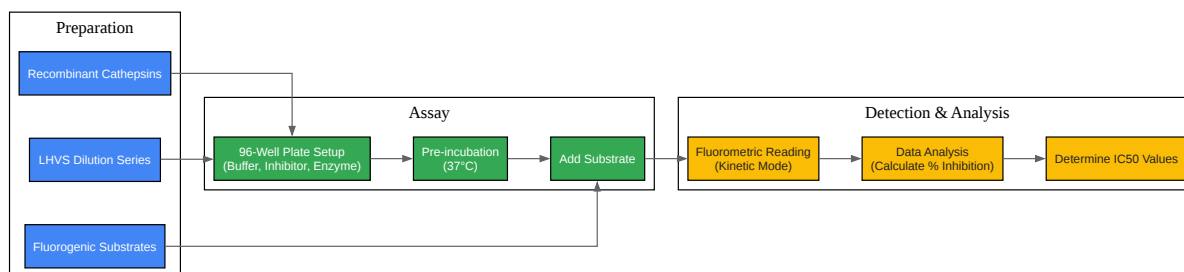 Preparation
Recombinant Cathepsins
LHVS Dilution Series
Fluorogenic Substrates
Assay
96-Well Plate Setup
(Buffer, Inhibitor, Enzyme)
Pre-incubation
(37°C)
Add Substrate
Detection & Analysis
Fluorometric Reading
(Kinetic Mode)
Data Analysis
(Calculate % Inhibition)
Determine IC50 Values